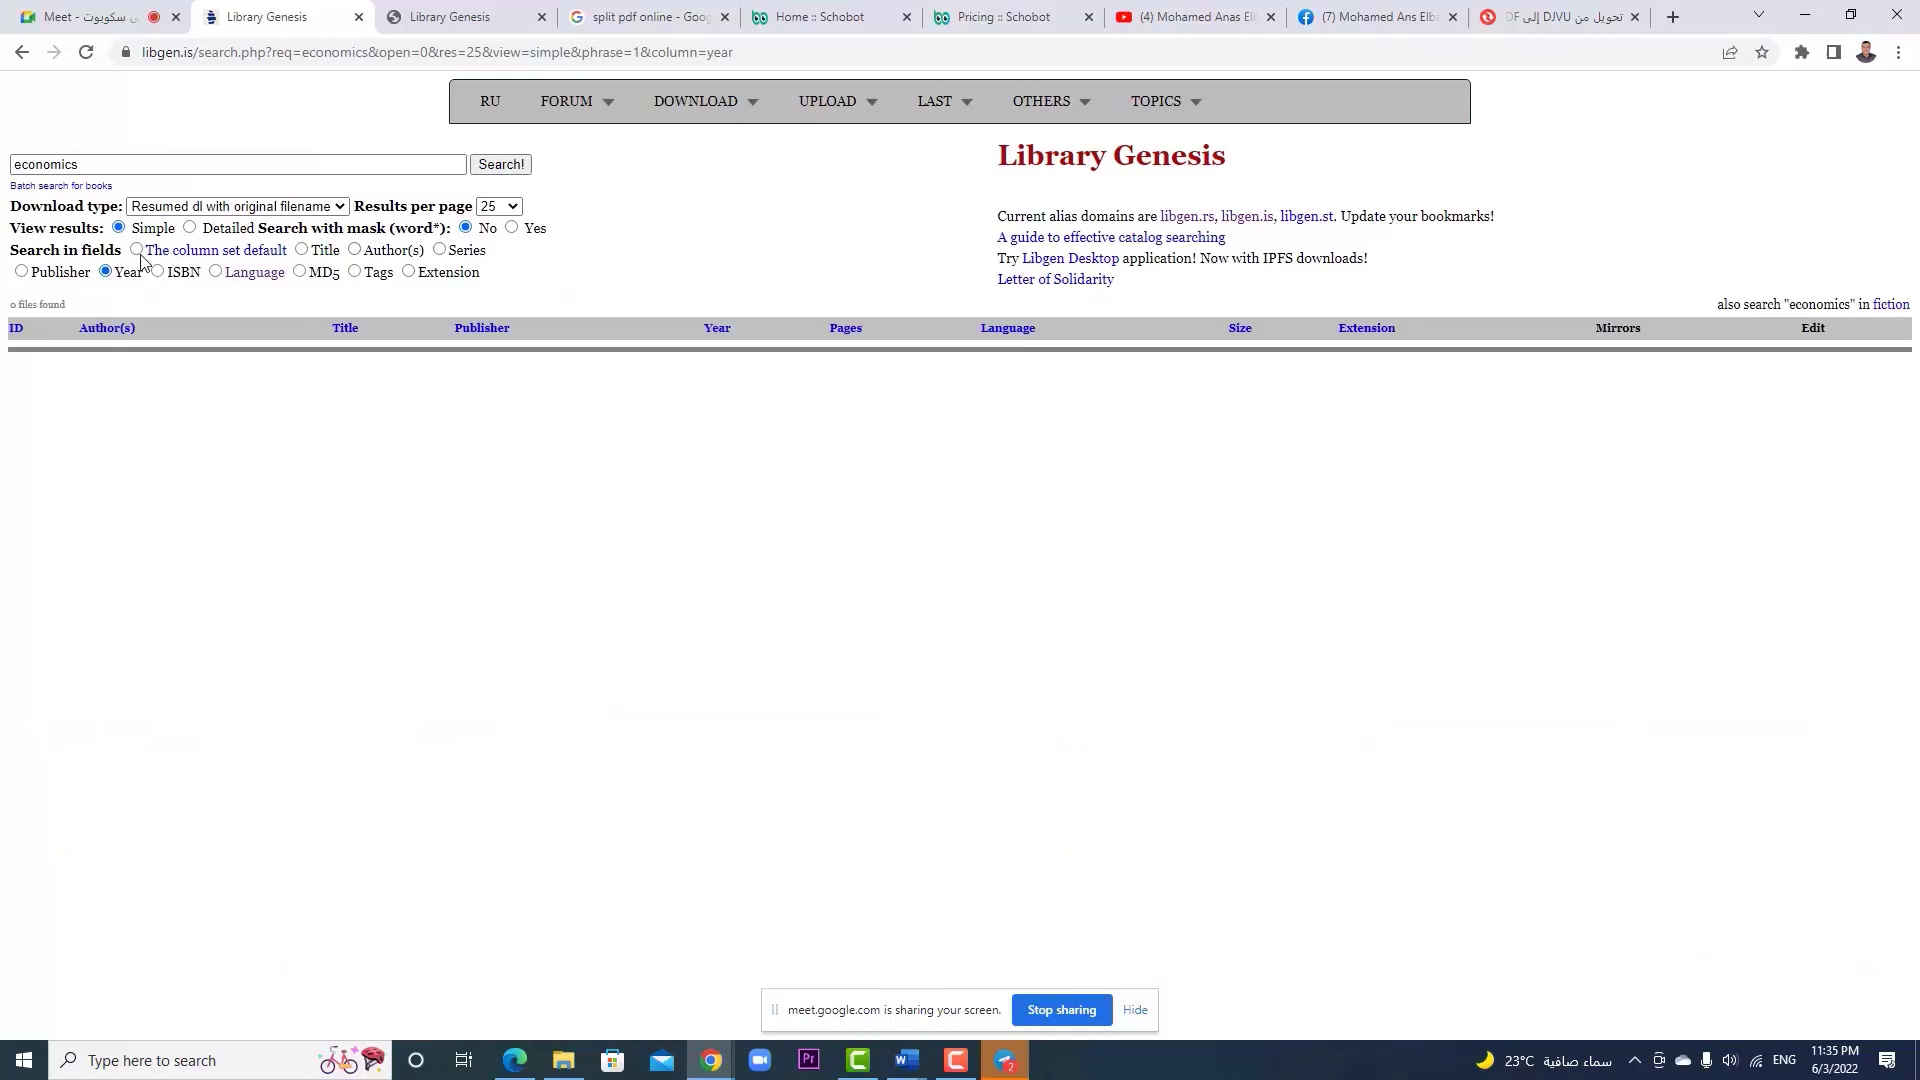 Meet - ى سكوبوت
Library Genesis
Library Genesis
split pdf online - Goog
Home :: Schobot
Pricing :: Schobot
(4) Mohamed Anas Elb
(7) Mohamed Ans Elba
تحويل من DJVU إلى DF
libgen.is/search.php?req=economics&open=0&res=25&view=simple&phrase=1&column=year
RU FORUM DOWNLOAD UPLOAD LAST OTHERS TOPICS
economics Search!
Batch search for books
Download type: Resumed dl with original filename Results per page 25
View results: Simple Detailed Search with mask (word*): No Yes
Search in fields The column set default Title Author(s) Series
Publisher Year ISBN Language MD5 Tags Extension
Library Genesis
Current alias domains are libgen.rs, libgen.is, libgen.st. Update your bookmarks!
A guide to effective catalog searching
Try Libgen Desktop application! Now with IPFS downloads!
Letter of Solidarity
0 files found
also search "economics" in fiction
ID Author(s) Title Publisher Year Pages Language Size Extension Mirrors Edit
meet.google.com is sharing your screen. Stop sharing Hide
Type here to search
Pr
2
23°C سماء صافية
ENG
11:35 PM
6/3/2022